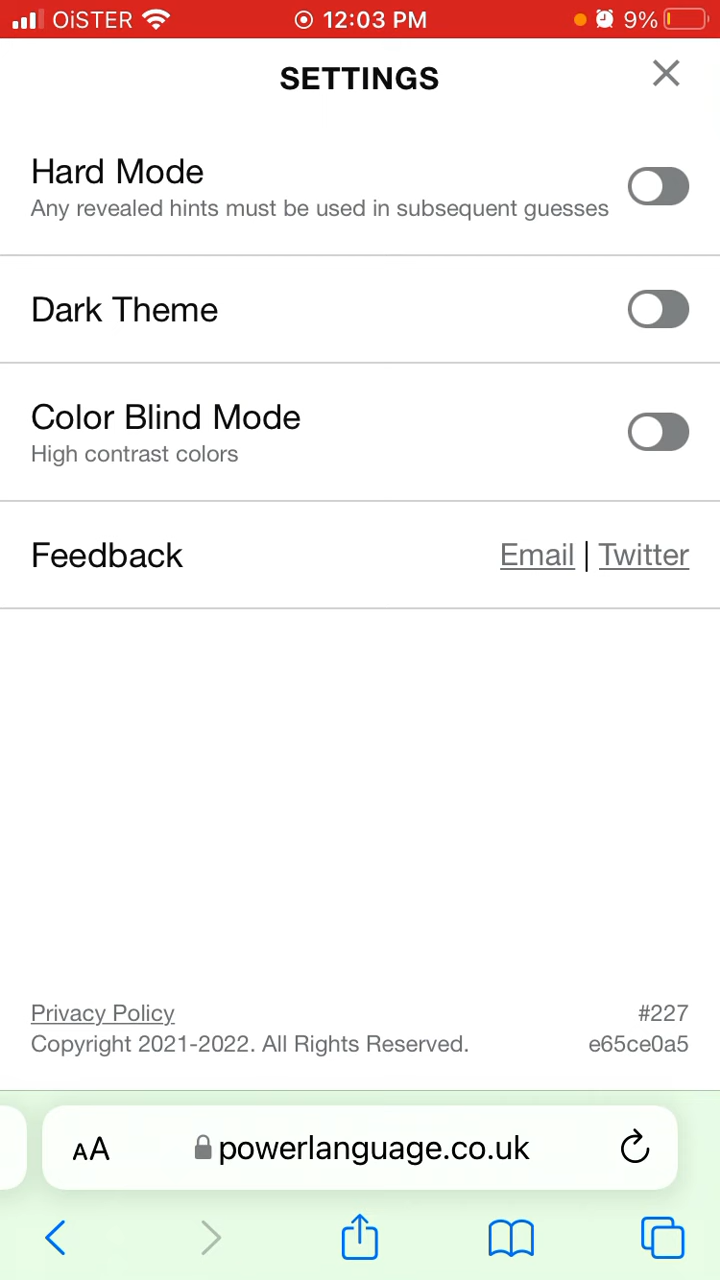 OiSTER 12:03 PM 9%
SETTINGS
Hard Mode
Any revealed hints must be used in subsequent guesses
Dark Theme
Color Blind Mode
High contrast colors
Feedback Email | Twitter
Privacy Policy #227
Copyright 2021-2022. All Rights Reserved. e65ce0a5
AA powerlanguage.co.uk